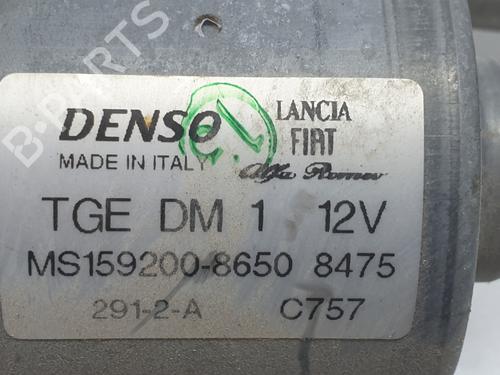 B-PARTS
DENSO
LANCIA
FIAT
MADE IN ITALY
Alfa Romeo
TGE DM 1 12V
MS159200-8650 8475
291-2-A C757